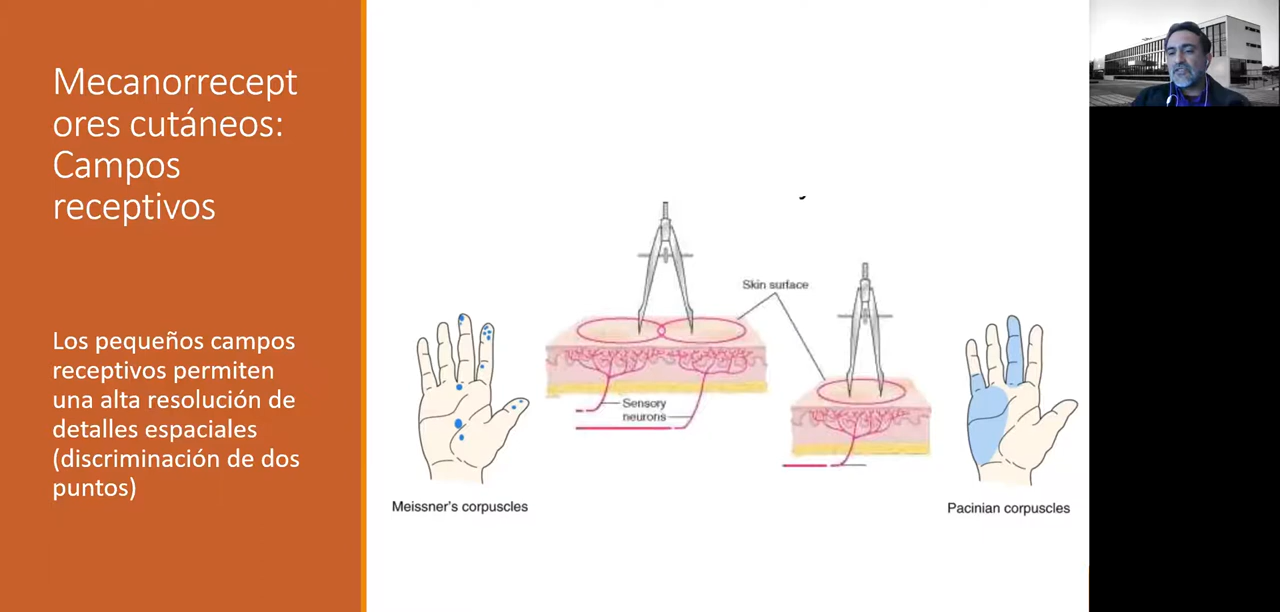 Mecanorrecept
ores cutáneos:
Campos
receptivos
Los pequeños campos
receptivos permiten
una alta resolución de
detalles espaciales
(discriminación de dos
puntos)
Skin surface
Sensory
neurons
Meissner's corpuscles
Pacinian corpuscles